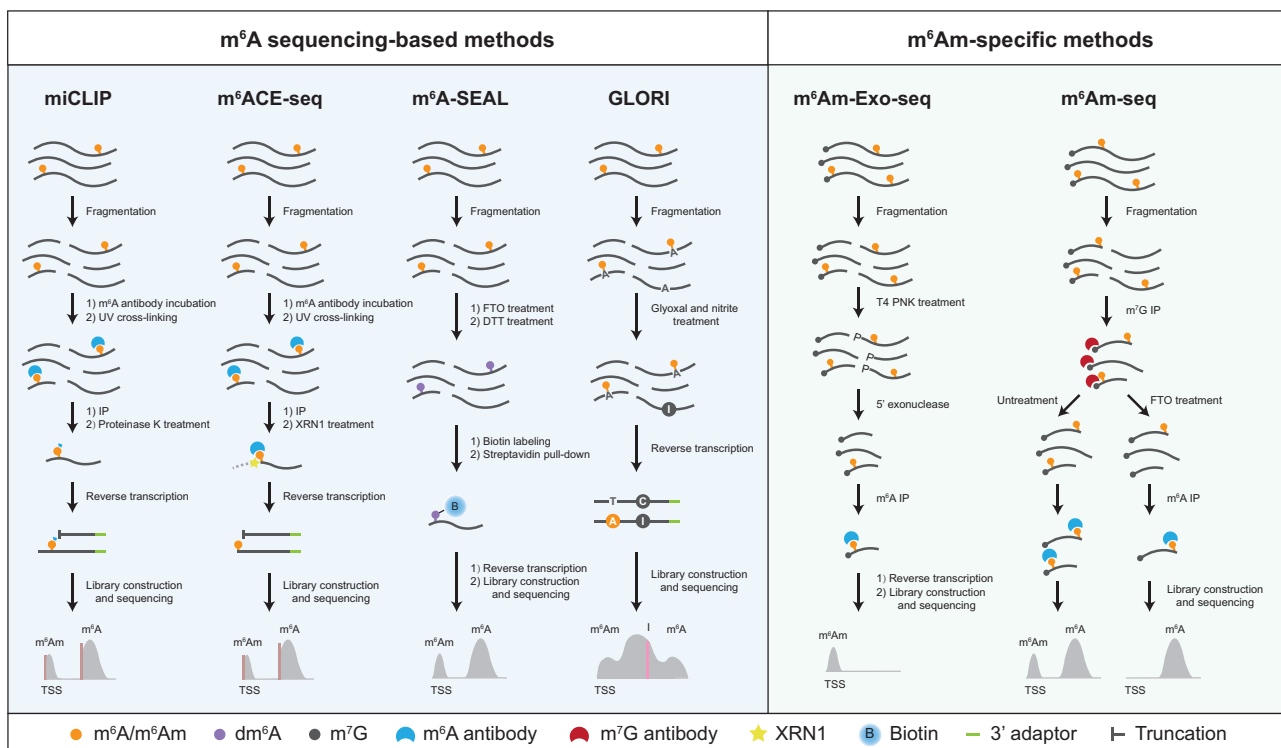 m⁶A sequencing-based methods
m⁶Am-specific methods
miCLIP
m⁶ACE-seq
m⁶A-SEAL
GLORI
m⁶Am-Exo-seq
m⁶Am-seq
Fragmentation
Fragmentation
Fragmentation
Fragmentation
Fragmentation
Fragmentation
A
A
A
1) m⁶A antibody incubation
2) UV cross-linking
1) m⁶A antibody incubation
2) UV cross-linking
1) FTO treatment
2) DTT treatment
Glyoxal and nitrite
treatment
T4 PNK treatment
m⁷G IP
A
A
I
P
P
P
1) IP
2) Proteinase K treatment
1) IP
2) XRN1 treatment
1) Biotin labeling
2) Streptavidin pull-down
Reverse transcription
5' exonuclease
Untreatment
FTO treatment
Reverse transcription
Reverse transcription
B
T C
A I
m⁶A IP
m⁶A IP
m⁶A IP
Library construction
and sequencing
Library construction
and sequencing
1) Reverse transcription
2) Library construction
and sequencing
Library construction
and sequencing
1) Reverse transcription
2) Library construction
and sequencing
Library construction
and sequencing
m⁶Am
m⁶A
TSS
m⁶Am
m⁶A
TSS
m⁶A
TSS
m⁶Am
I
m⁶A
TSS
m⁶Am
TSS
m⁶Am
m⁶A
TSS
m⁶A
TSS
m⁶A/m⁶Am
dm⁶A
m⁷G
m⁶A antibody
m⁷G antibody
XRN1
B
Biotin
3' adaptor
Truncation